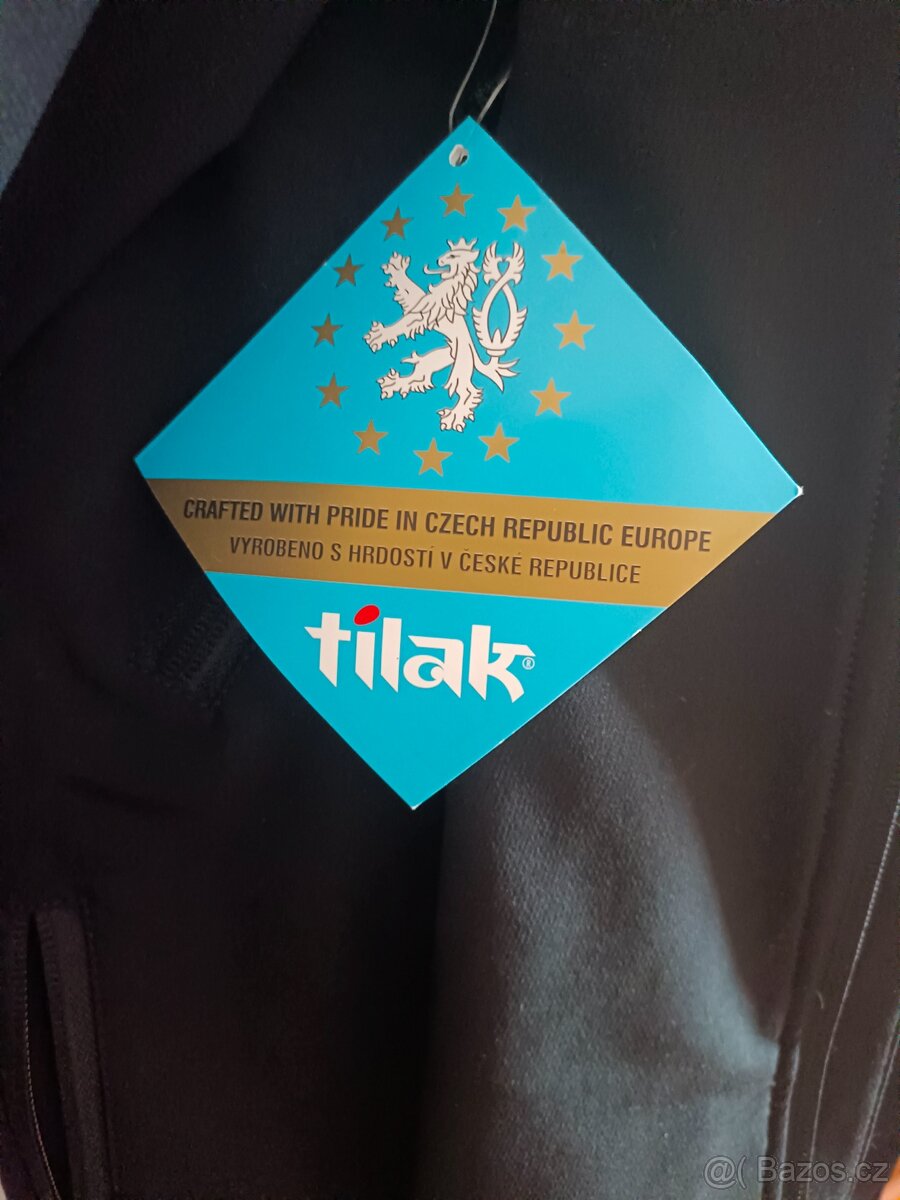 CRAFTED WITH PRIDE IN CZECH REPUBLIC EUROPE
VYROBENO S HRDOSTÍ V ČESKÉ REPUBLICE
tilak®
@( Bazos.cz